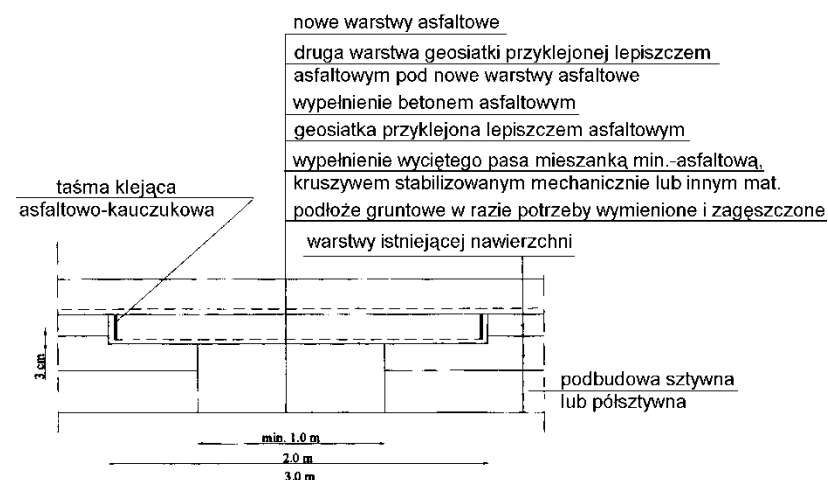 nowe warstwy asfaltowe
druga warstwa geosiatki przyklejonej lepiszczem
asfaltowym pod nowe warstwy asfaltowe
wypełnienie betonem asfaltowym
geosiatka przyklejona lepiszczem asfaltowym
wypełnienie wyciętego pasa mieszanką min.-asfaltową,
kruszywem stabilizowanym mechanicznie lub innym mat.
podłoże gruntowe w razie potrzeby wymienione i zagęszczone
warstwy istniejącej nawierzchni
taśma klejąca
asfaltowo-kauczukowa
3 cm
podbudowa sztywna
lub półsztywna
min. 1.0 m
2.0 m
3.0 m